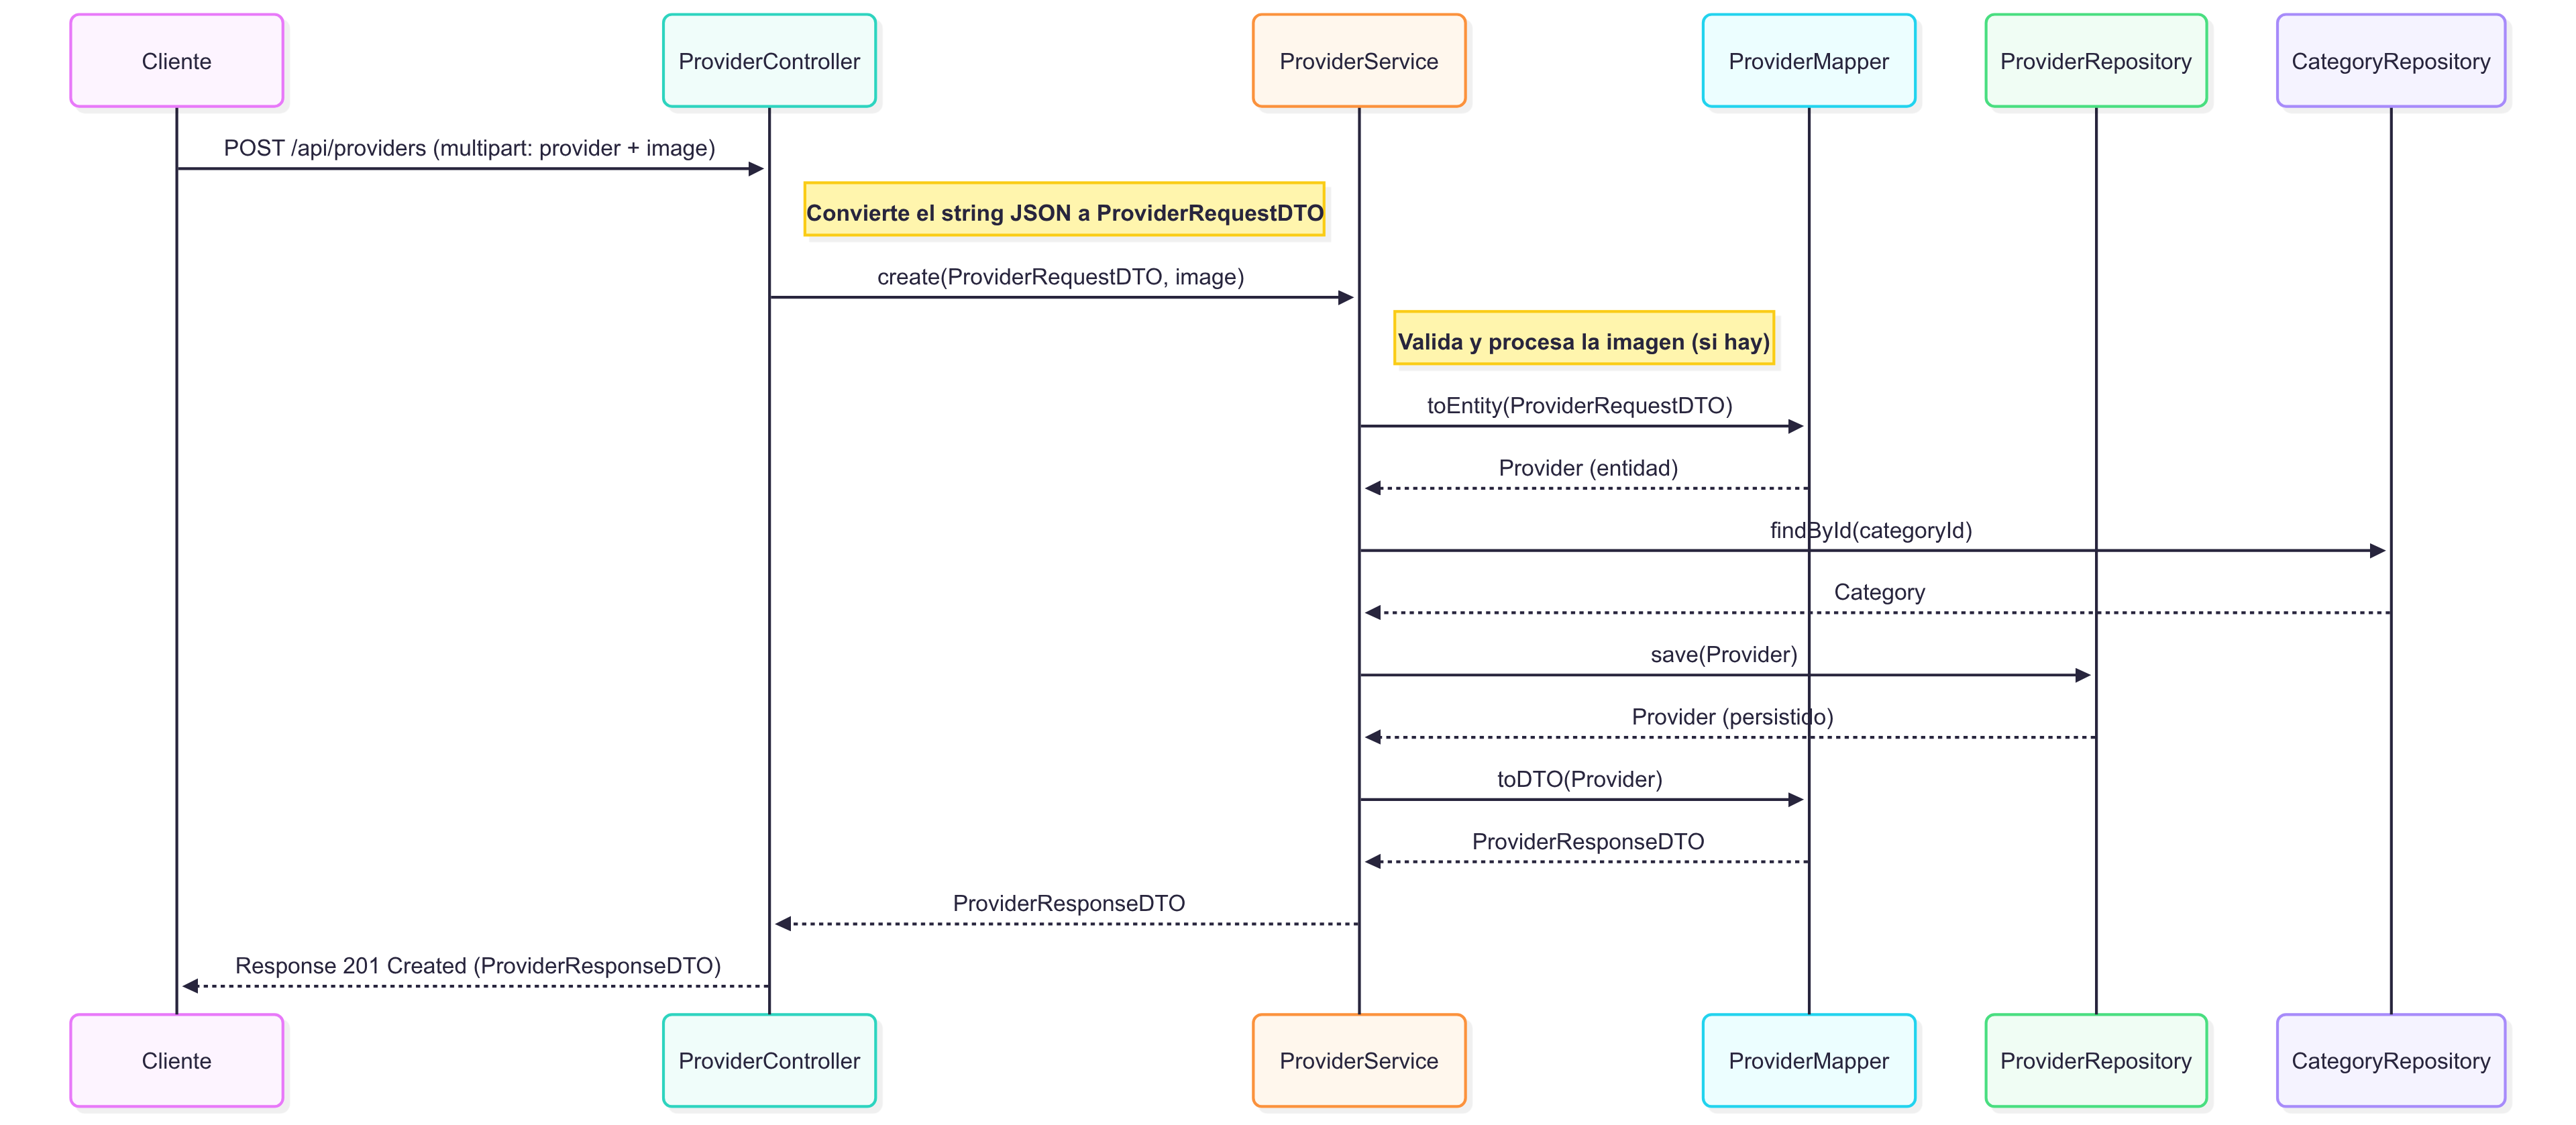 Cliente
ProviderController
ProviderService
ProviderMapper
ProviderRepository
CategoryRepository
POST /api/providers (multipart: provider + image)
Convierte el string JSON a ProviderRequestDTO
create(ProviderRequestDTO, image)
Valida y procesa la imagen (si hay)
toEntity(ProviderRequestDTO)
Provider (entidad)
findById(categoryId)
Category
save(Provider)
Provider (persistido)
toDTO(Provider)
ProviderResponseDTO
ProviderResponseDTO
Response 201 Created (ProviderResponseDTO)
Cliente
ProviderController
ProviderService
ProviderMapper
ProviderRepository
CategoryRepository